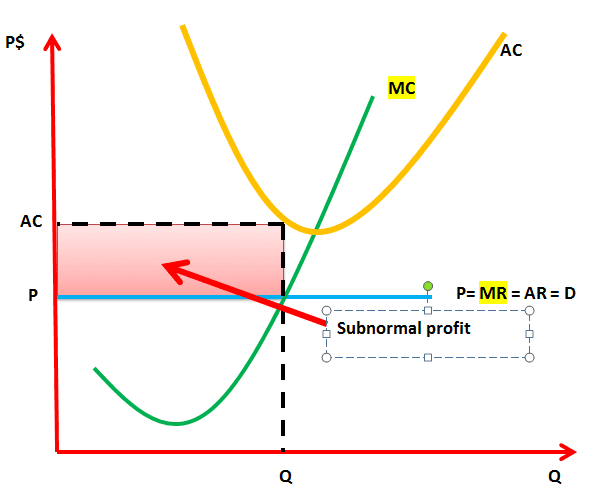 P$
AC
MC
AC
P
P= MR = AR = D
Subnormal profit
Q
Q